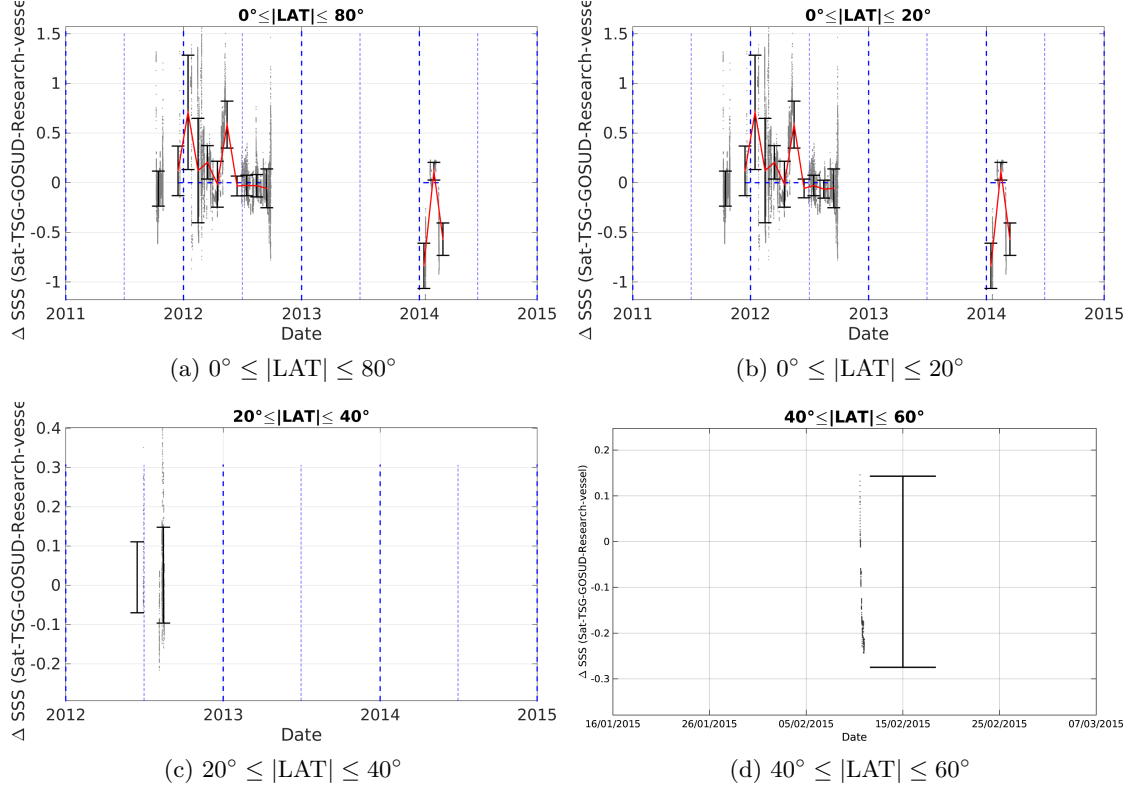 0°≤|LAT|≤ 80°
Δ SSS (Sat-TSG-GOSUD-Research-vesse
1.5
1
0.5
0
-0.5
-1
2011 2012 2013 2014 2015
Date
(a) 0° ≤ |LAT| ≤ 80°
0°≤|LAT|≤ 20°
Δ SSS (Sat-TSG-GOSUD-Research-vesse
1.5
1
0.5
0
-0.5
-1
2011 2012 2013 2014 2015
Date
(b) 0° ≤ |LAT| ≤ 20°
20°≤|LAT|≤ 40°
Δ SSS (Sat-TSG-GOSUD-Research-vesse
0.4
0.3
0.2
0.1
0
-0.1
-0.2
2012 2013 2014 2015
Date
(c) 20° ≤ |LAT| ≤ 40°
40°≤|LAT|≤ 60°
Δ SSS (Sat-TSG-GOSUD-Research-vessel)
0.2
0.1
0
-0.1
-0.2
-0.3
16/01/2015 26/01/2015 05/02/2015 15/02/2015 25/02/2015 07/03/2015
Date
(d) 40° ≤ |LAT| ≤ 60°